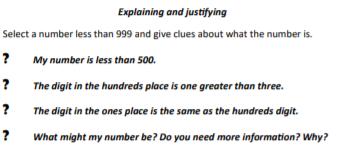 Explaining and justifying
Select a number less than 999 and give clues about what the number is.
? My number is less than 500.
? The digit in the hundreds place is one greater than three.
? The digit in the ones place is the same as the hundreds digit.
? What might my number be? Do you need more information? Why?